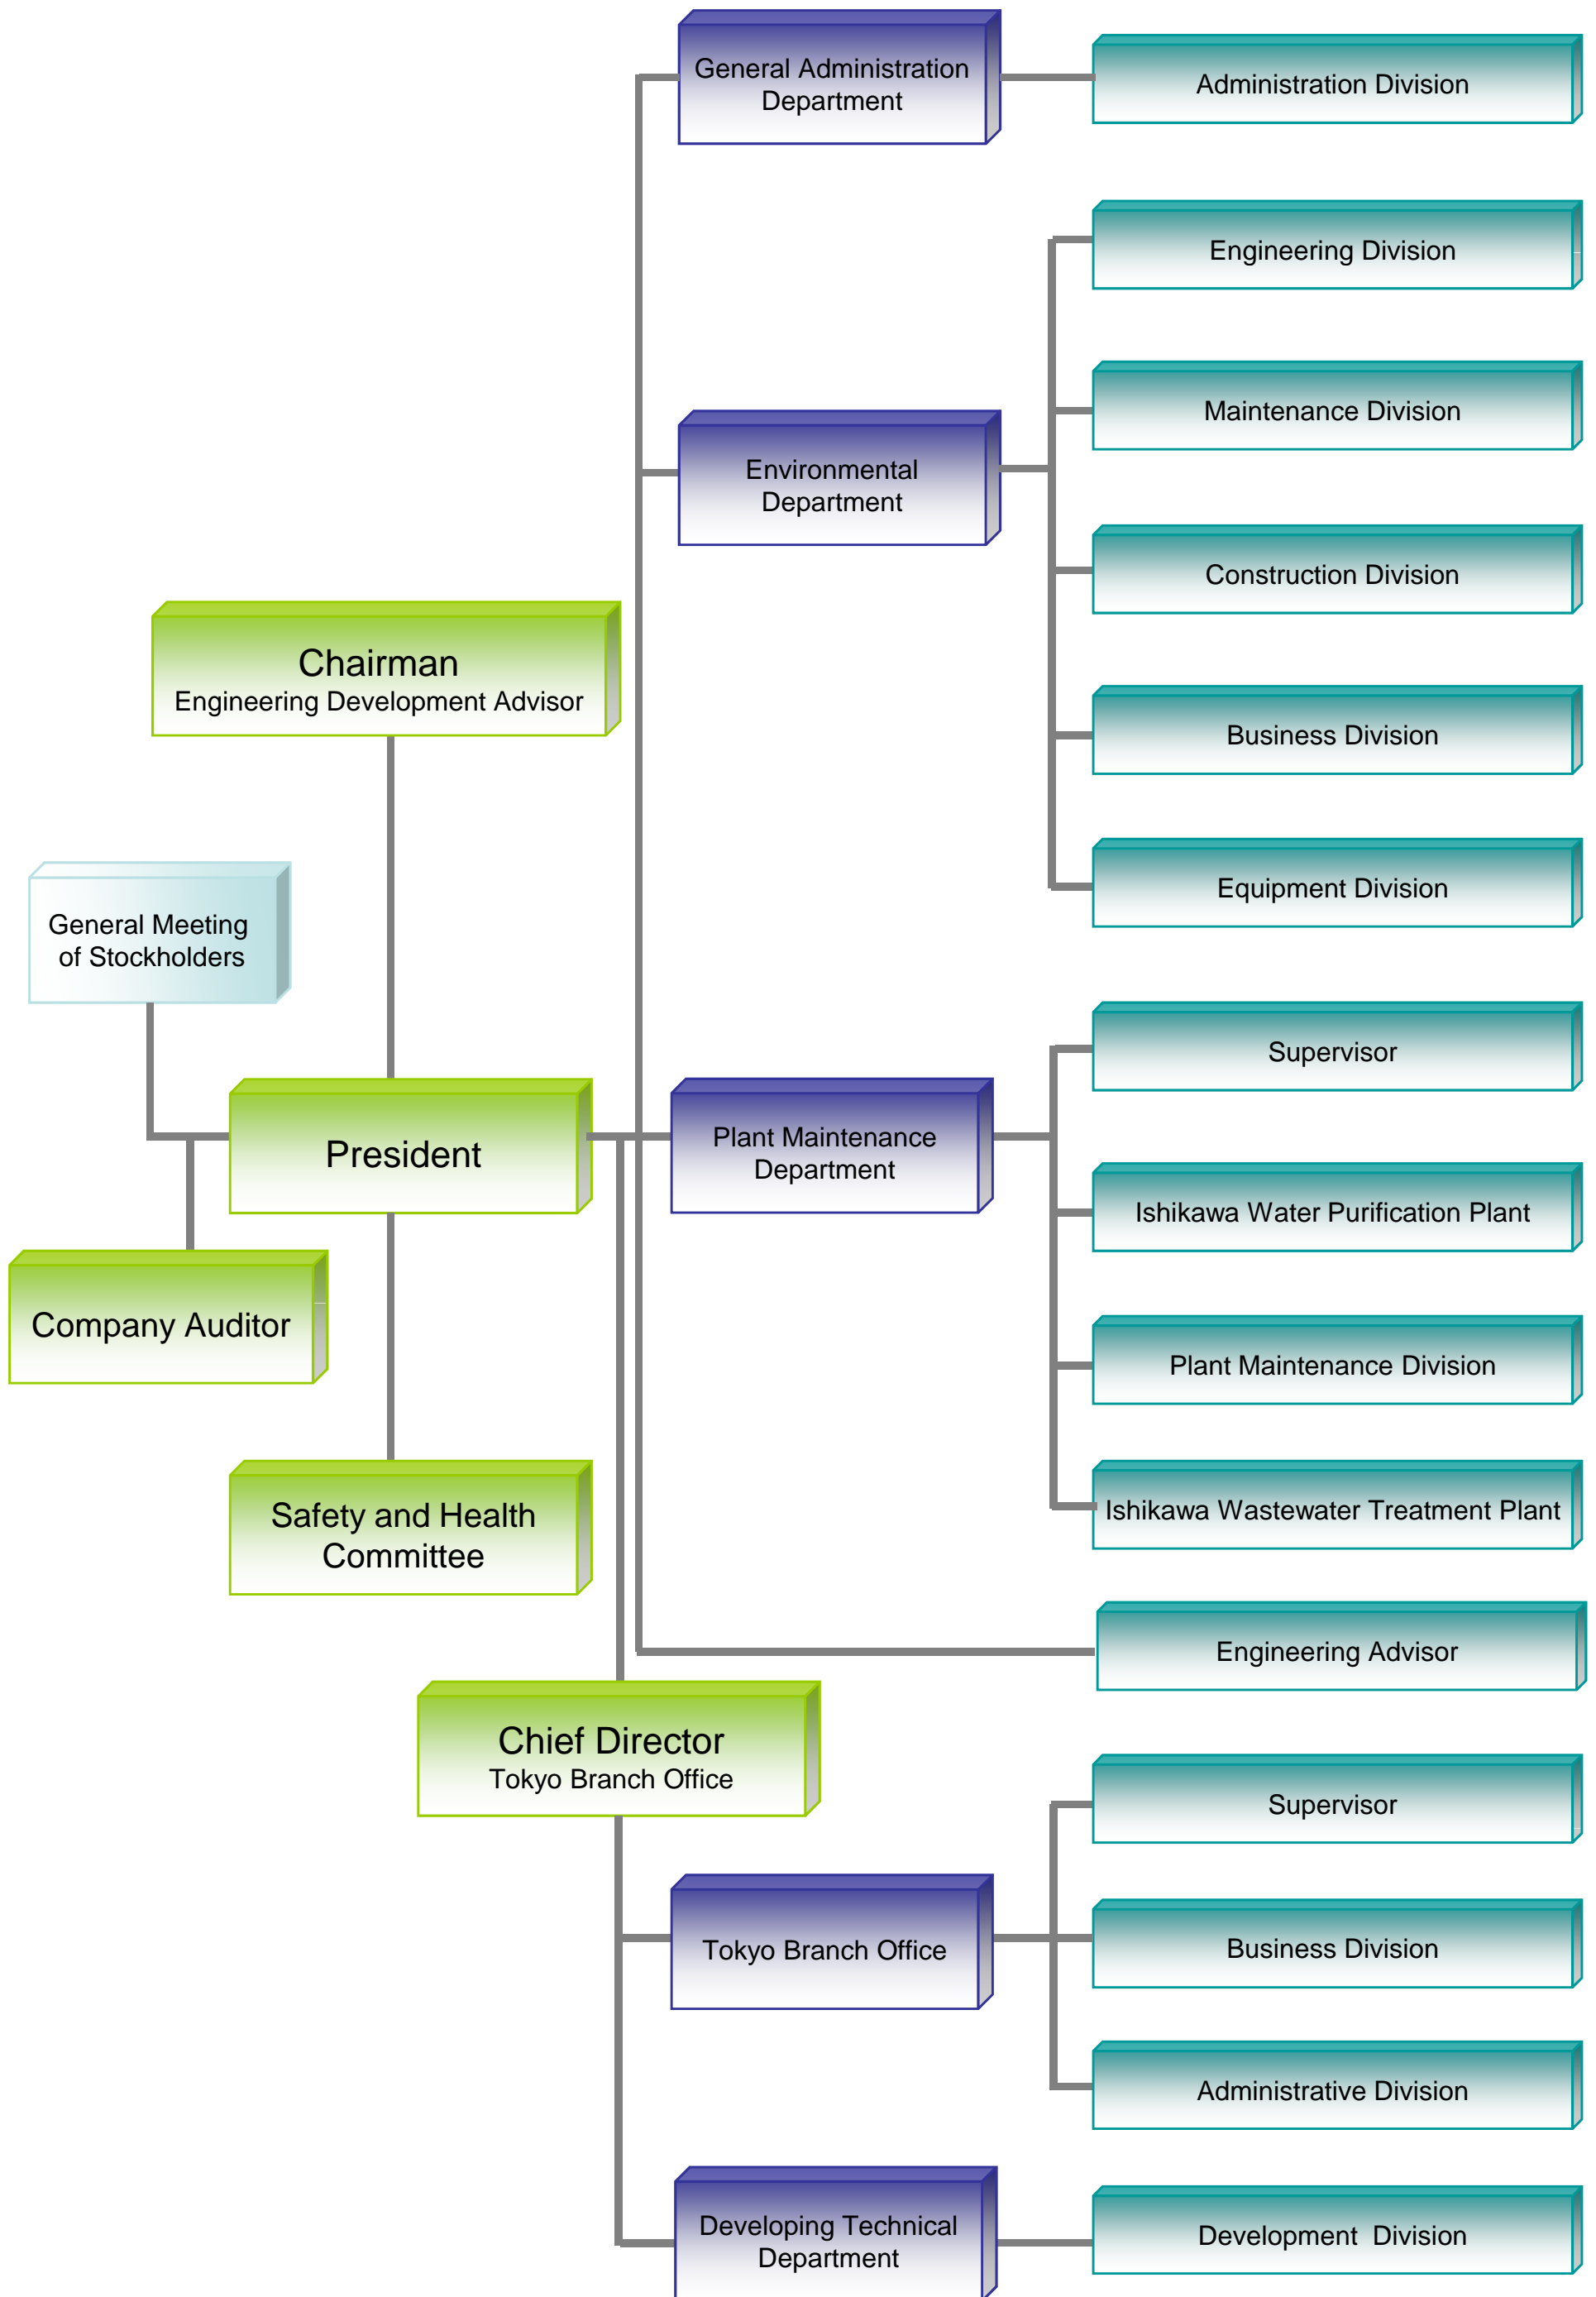 General Administration
Department
Administration Division
Engineering Division
Maintenance Division
Environmental
Department
Construction Division
Chairman
Engineering Development Advisor
Business Division
Equipment Division
General Meeting
of Stockholders
Supervisor
President
Plant Maintenance
Department
Ishikawa Water Purification Plant
Company Auditor
Plant Maintenance Division
Safety and Health
Committee
Ishikawa Wastewater Treatment Plant
Engineering Advisor
Chief Director
Tokyo Branch Office
Supervisor
Tokyo Branch Office
Business Division
Administrative Division
Developing Technical
Department
Development  Division